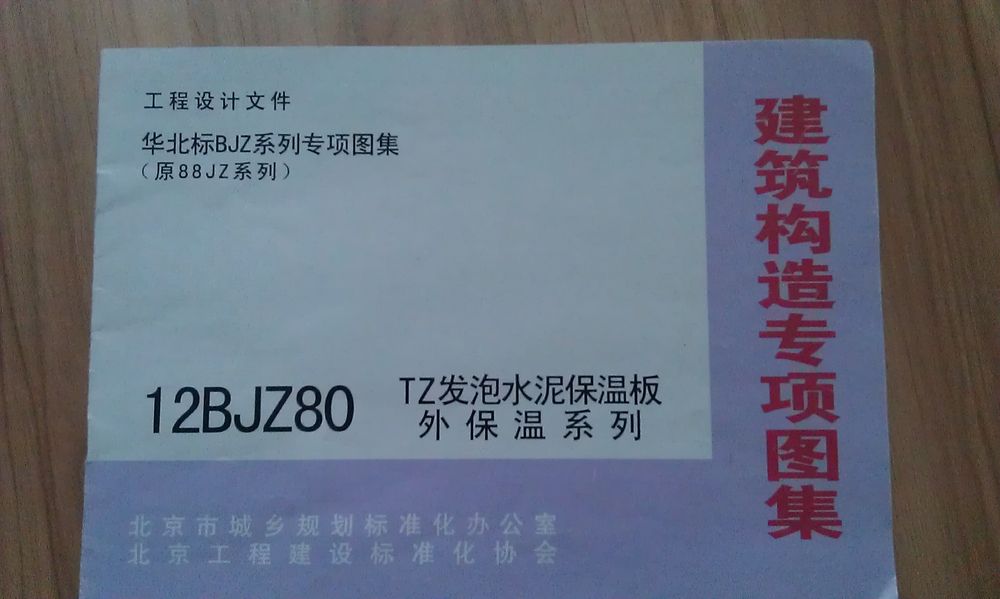 工程设计文件
华北标BJZ系列专项图集
（原88JZ系列）
12BJZ80
TZ发泡水泥保温板
外保温系列
建筑构造专项图集
北京市城乡规划标准化办公室
北京工程建设标准化协会